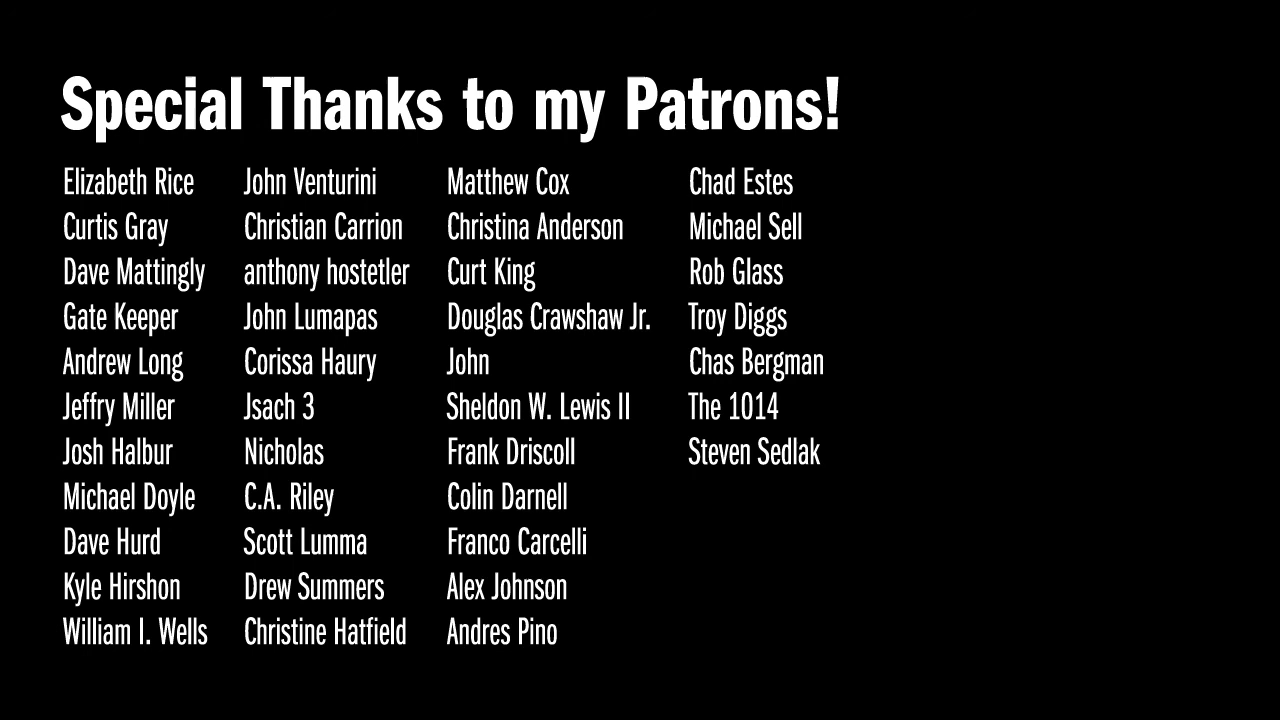 Special Thanks to my Patrons!
Elizabeth Rice
Curtis Gray
Dave Mattingly
Gate Keeper
Andrew Long
Jeffry Miller
Josh Halbur
Michael Doyle
Dave Hurd
Kyle Hirshon
William I. Wells
John Venturini
Christian Carrion
anthony hostetler
John Lumapas
Corissa Haury
Jsach 3
Nicholas
C.A. Riley
Scott Lumma
Drew Summers
Christine Hatfield
Matthew Cox
Christina Anderson
Curt King
Douglas Crawshaw Jr.
John
Sheldon W. Lewis II
Frank Driscoll
Colin Darnell
Franco Carcelli
Alex Johnson
Andres Pino
Chad Estes
Michael Sell
Rob Glass
Troy Diggs
Chas Bergman
The 1014
Steven Sedlak